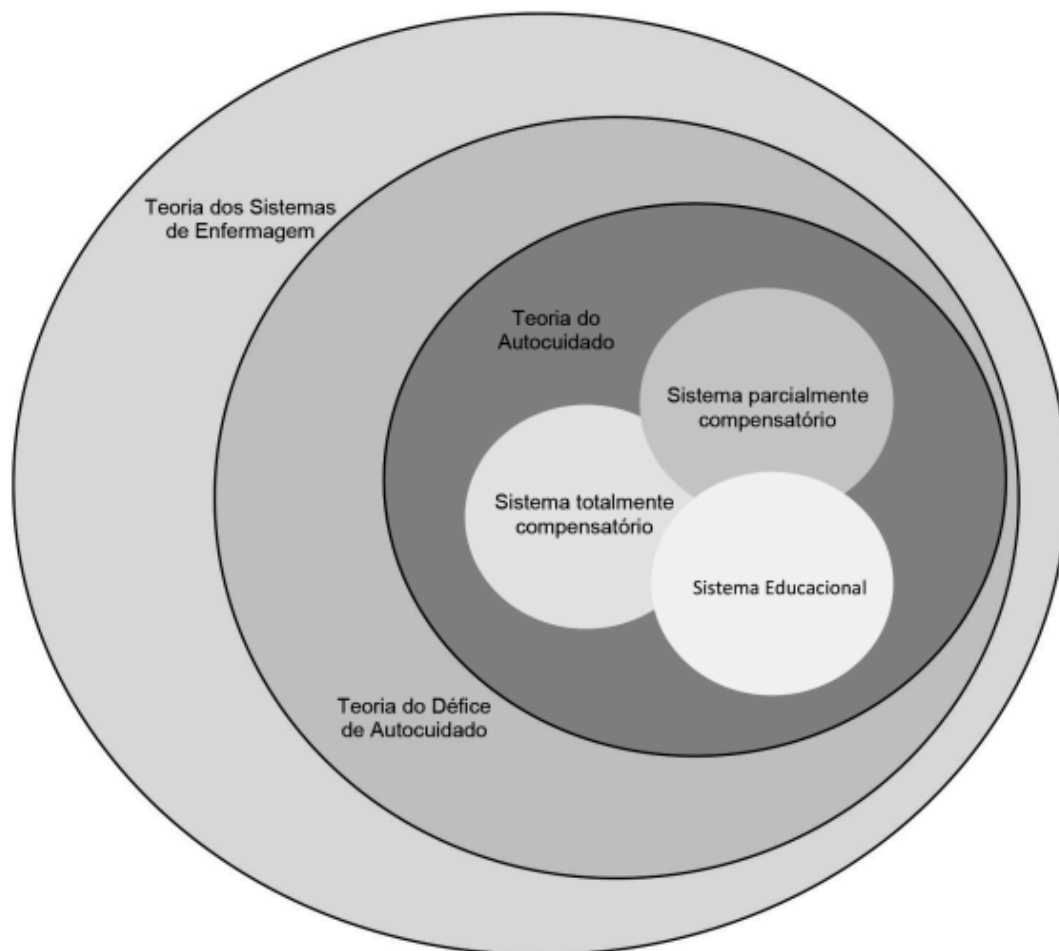 Teoria dos Sistemas
de Enfermagem
Teoria do
Autocuidado
Sistema parcialmente
compensatório
Sistema totalmente
compensatório
Sistema Educacional
Teoria do Défice
de Autocuidado